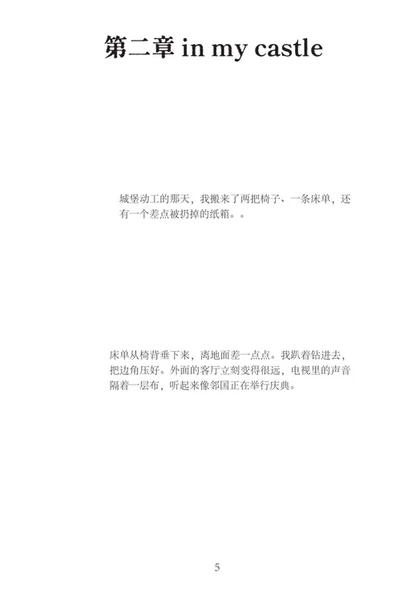 第二章 in my castle
城堡动工的那天，我搬来了两把椅子、一条床单，还
有一个差点被扔掉的纸箱。。
床单从椅背垂下来，离地面差一点点。我趴着钻进去，
把边角压好。外面的客厅立刻变得很远，电视里的声音
隔着一层布，听起来像邻国正在举行庆典。
5